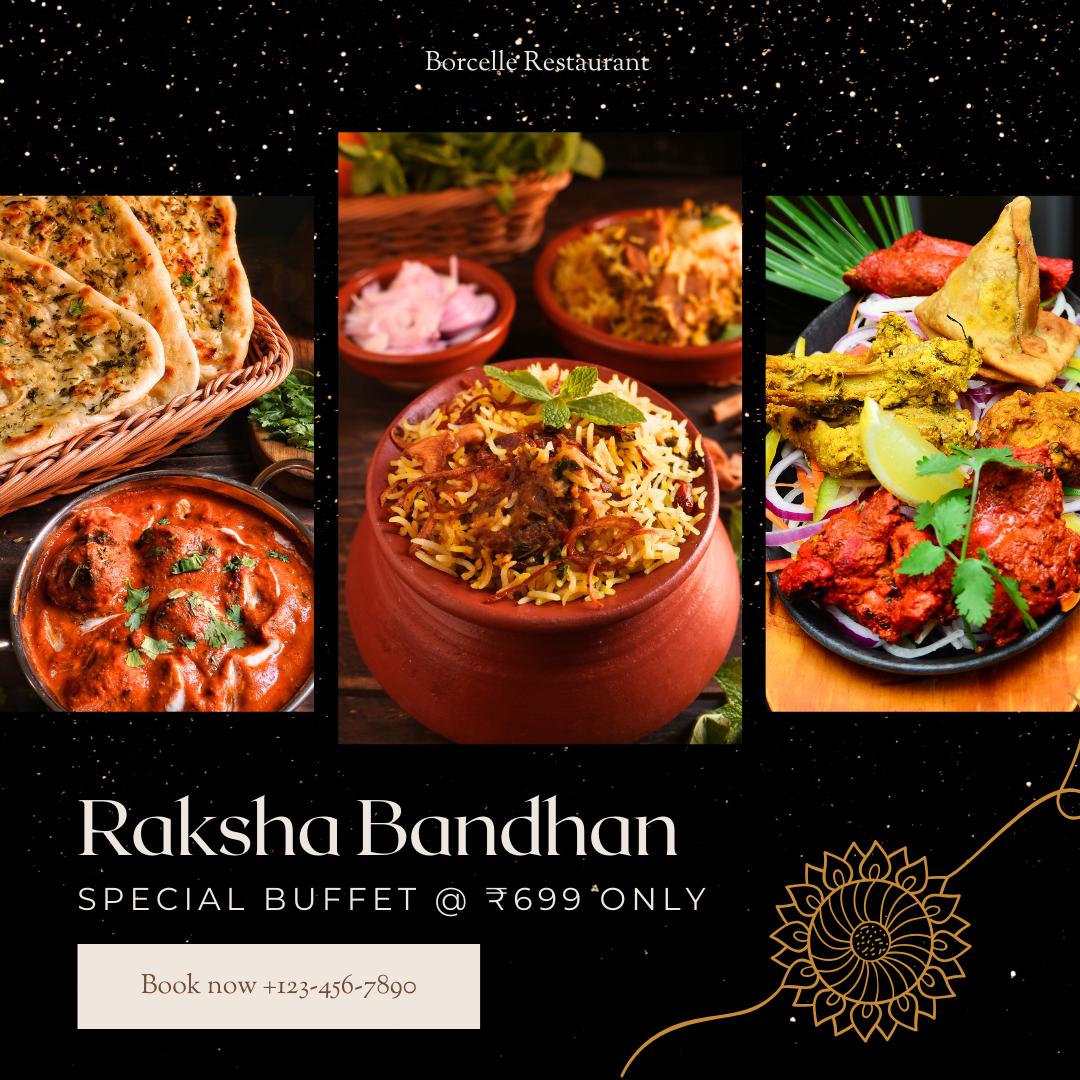 Borcelle Restaurant
Raksha Bandhan
SPECIAL BUFFET @ ₹699 ONLY
Book now +123-456-7890